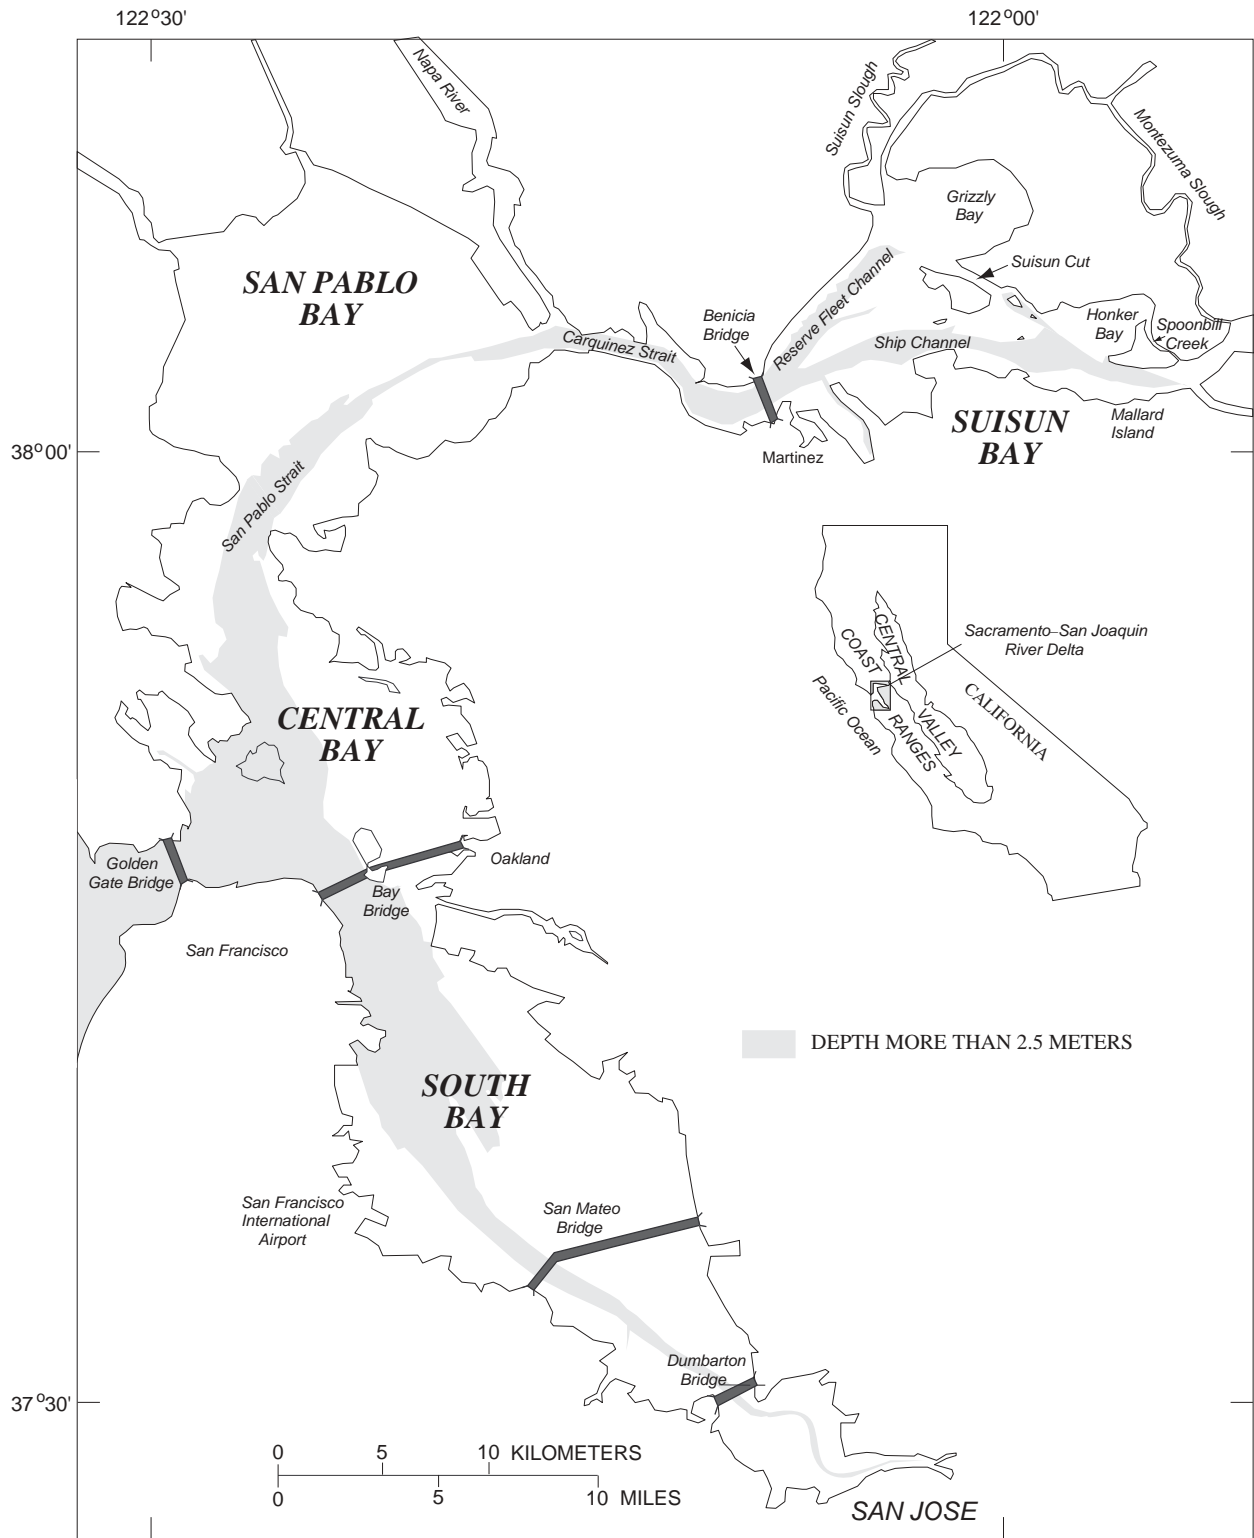 122°30'
122°00'
Napa River
Suisun Slough
Montezuma Slough
Grizzly
Bay
SAN PABLO
BAY
Suisun Cut
Reserve Fleet Channel
Benicia
Bridge
Honker
Bay
Spoonbill
Creek
Carquinez Strait
Ship Channel
Mallard
Island
SUISUN
BAY
38°00'
Martinez
San Pablo Strait
Sacramento–San Joaquin
River Delta
COAST
RANGES
CENTRAL
VALLEY
CALIFORNIA
Pacific Ocean
CENTRAL
BAY
Golden
Gate Bridge
Oakland
Bay
Bridge
San Francisco
DEPTH MORE THAN 2.5 METERS
SOUTH
BAY
San Francisco
International
Airport
San Mateo
Bridge
Dumbarton
Bridge
37°30'
0 5 10 KILOMETERS
0 5 10 MILES
SAN JOSE